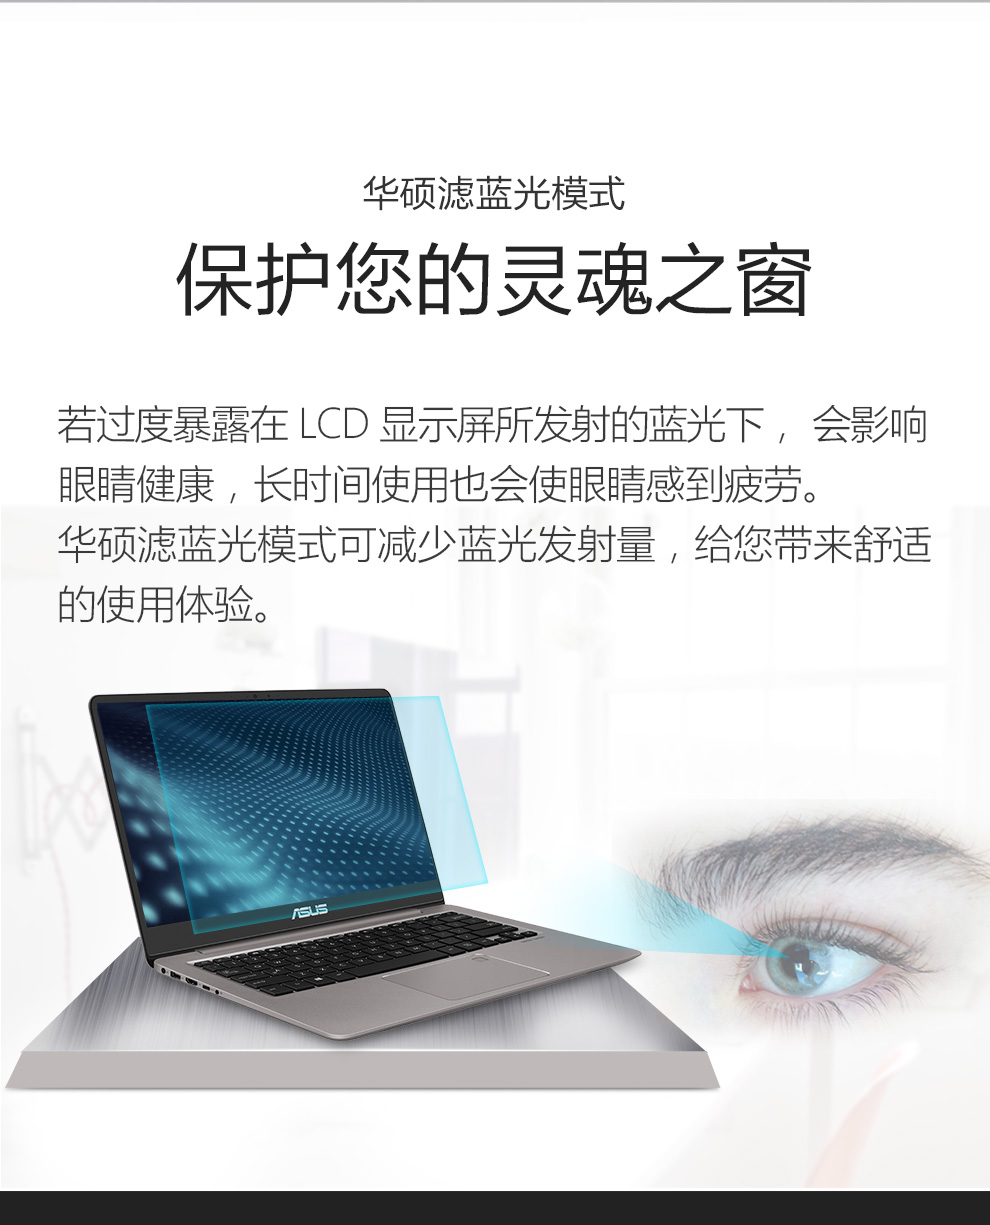 华硕滤蓝光模式
保护您的灵魂之窗
若过度暴露在 LCD 显示屏所发射的蓝光下， 会影响
眼睛健康，长时间使用也会使眼睛感到疲劳。
华硕滤蓝光模式可减少蓝光发射量，给您带来舒适
的使用体验。
ASUS